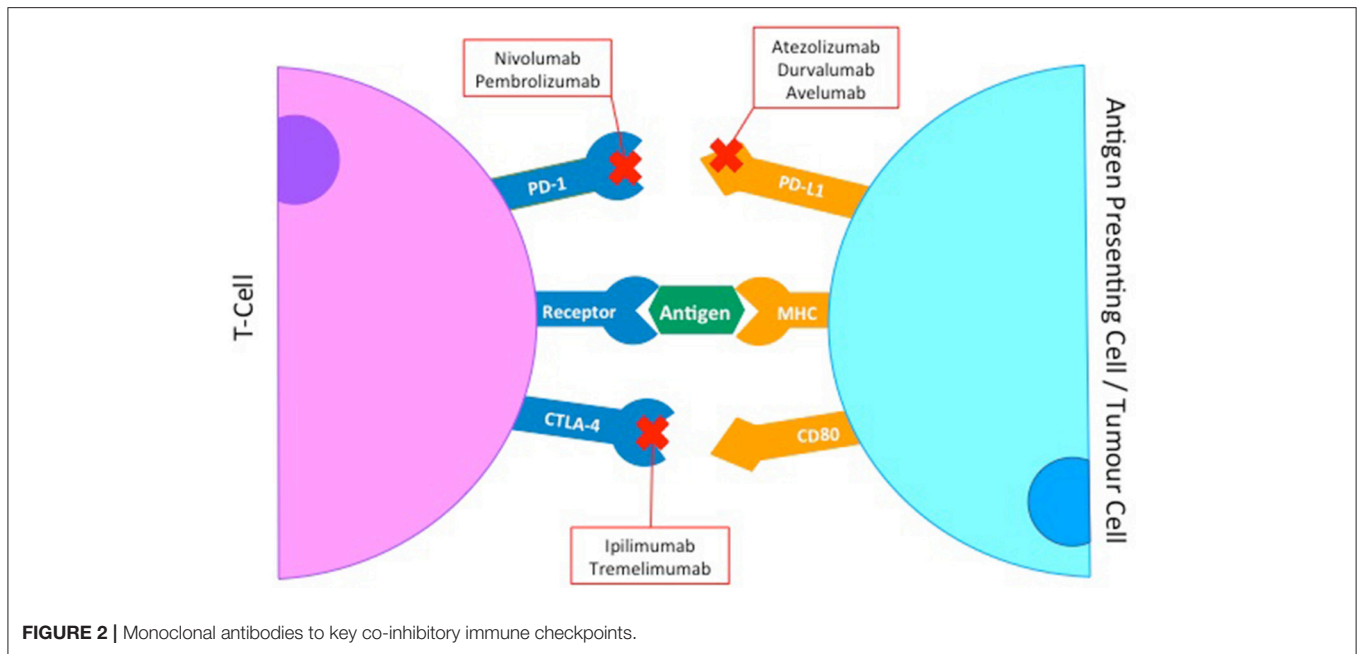 Nivolumab
Pembrolizumab
Atezolizumab
Durvalumab
Avelumab
PD-1
PD-L1
T-Cell
Receptor
Antigen
MHC
Antigen Presenting Cell / Tumour Cell
CTLA-4
CD80
Ipilimumab
Tremelimumab
FIGURE 2 | Monoclonal antibodies to key co-inhibitory immune checkpoints.